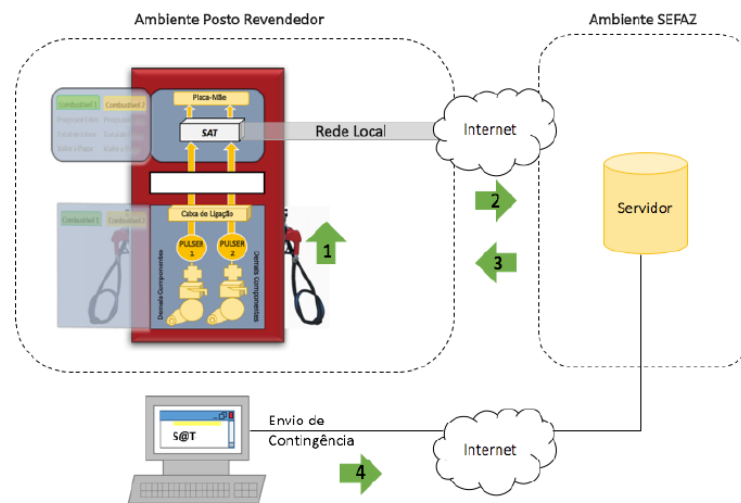 Ambiente Posto Revendedor
Ambiente SEFAZ
Combustível 1
Combustível 2
Placa-Mãe
SAT
Rede Local
Internet
2
Servidor
Caixa de Ligação
Combustível 1
Combustível 2
PULSER
1
PULSER
2
1
3
Demais Componentes
Demais Componentes
S@T
Envio de
Contingência
4
Internet